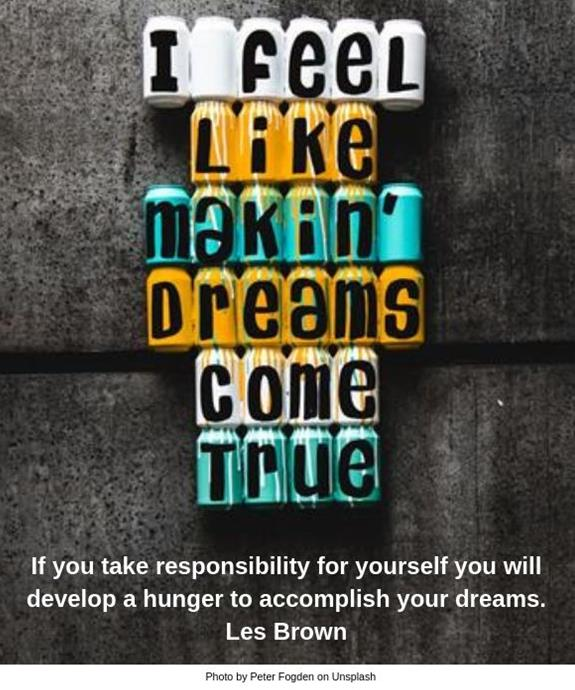 I feel
Like
makin'
Dreams
come
True
If you take responsibility for yourself you will
develop a hunger to accomplish your dreams.
Les Brown
Photo by Peter Fogden on Unsplash